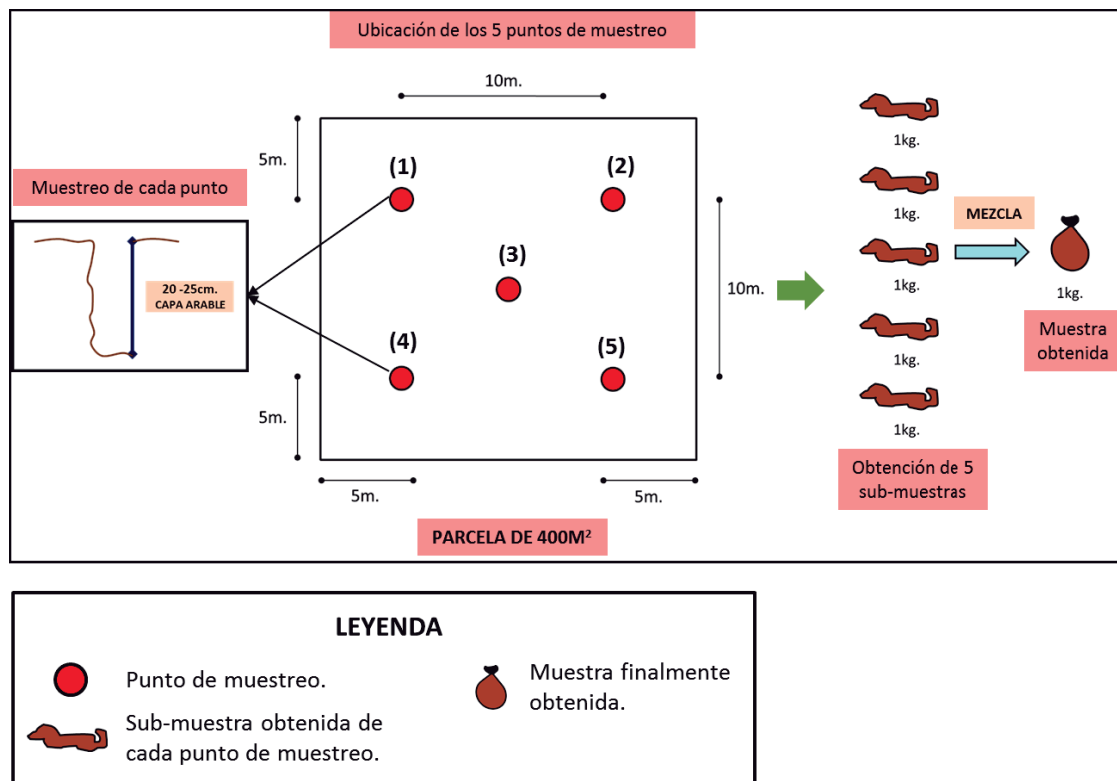 Ubicación de los 5 puntos de muestreo
10m.
5m.
(1)
(2)
Muestreo de cada punto
20 -25cm.
CAPA ARABLE
(3)
10m.
(4)
(5)
5m.
5m.
5m.
PARCELA DE 400M²
1kg.
1kg.
1kg.
1kg.
1kg.
MEZCLA
1kg.
Muestra
obtenida
Obtención de 5
sub-muestras
LEYENDA
Punto de muestreo.
Sub-muestra obtenida de
cada punto de muestreo.
Muestra finalmente
obtenida.